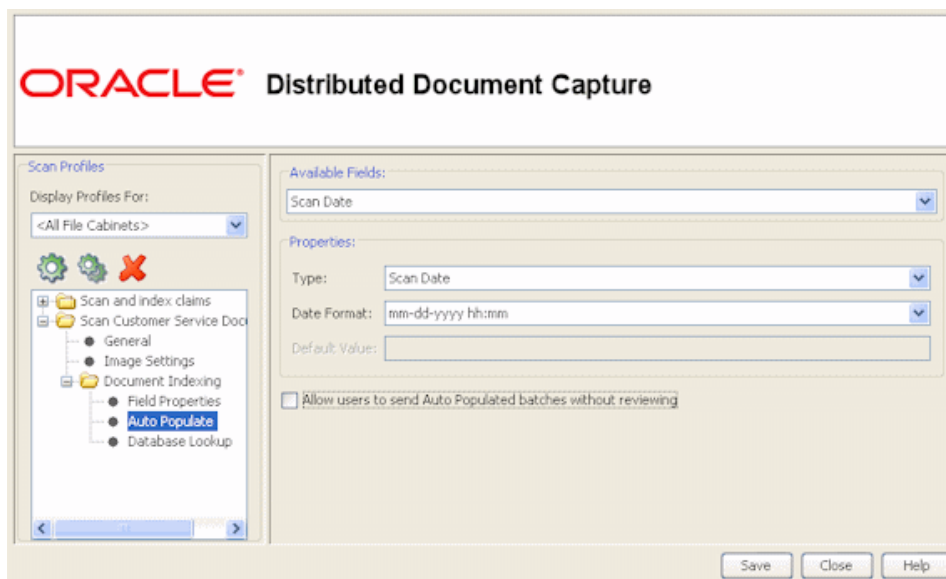 ORACLE® Distributed Document Capture
Scan Profiles
Display Profiles For:
<All File Cabinets>
Scan and index claims
Scan Customer Service Doc
General
Image Settings
Document Indexing
Field Properties
Auto Populate
Database Lookup
Available Fields:
Scan Date
Properties:
Type: Scan Date
Date Format: mm-dd-yyyy hh:mm
Default Value:
Allow users to send Auto Populated batches without reviewing
Save Close Help